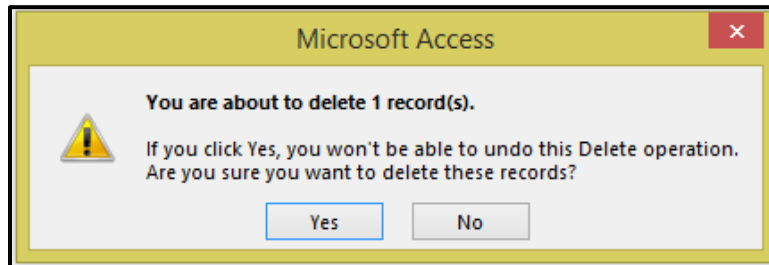 Microsoft Access
You are about to delete 1 record(s).
If you click Yes, you won't be able to undo this Delete operation.
Are you sure you want to delete these records?
Yes No